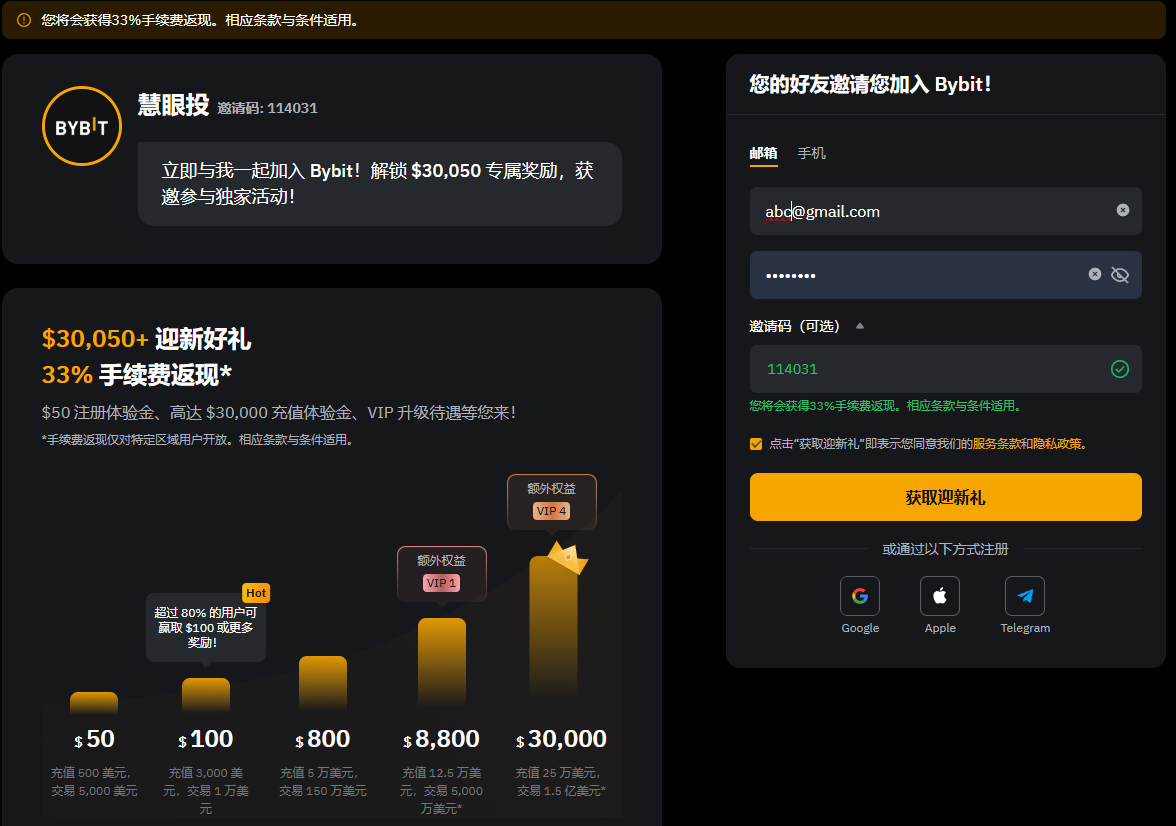 您将会获得33%手续费返现。相应条款与条件适用。
BYBIT
慧眼投 邀请码: 114031
立即与我一起加入 Bybit！解锁 $30,050 专属奖励，获
邀参与独家活动！
$30,050+ 迎新好礼
33% 手续费返现*
$50 注册体验金、高达 $30,000 充值体验金、VIP 升级待遇等您来！
*手续费返现仅对特定区域用户开放。相应条款与条件适用。
额外权益
VIP 4
额外权益
VIP 1
Hot
超过 80% 的用户可
赢取 $100 或更多
奖励！
$ 50
充值 500 美元，
交易 5,000 美元
$ 100
充值 3,000 美
元，交易 1 万美
元
$ 800
充值 5 万美元，
交易 150 万美元
$ 8,800
充值 12.5 万美
元，交易 5,000
万美元*
$ 30,000
充值 25 万美元，
交易 1.5 亿美元*
您的好友邀请您加入 Bybit！
邮箱 手机
abc@gmail.com
••••••••
邀请码（可选）
114031
您将会获得33%手续费返现。相应条款与条件适用。
点击“获取迎新礼”即表示您同意我们的服务条款和隐私政策。
获取迎新礼
或通过以下方式注册
Google Apple Telegram